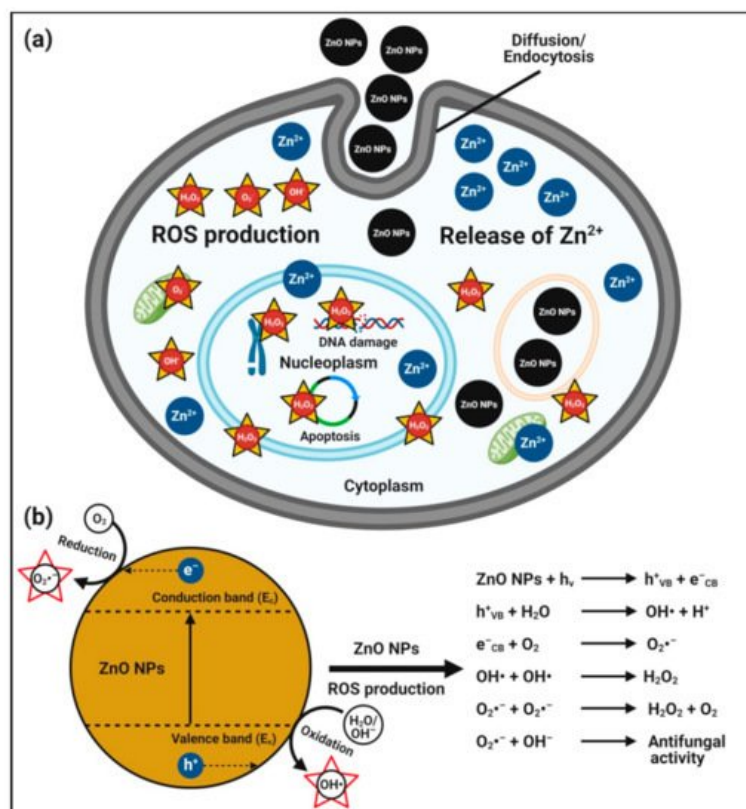 (a)
ZnO NPs
ZnO NPs
Diffusion/
Endocytosis
ZnO NPs
ZnO NPs
Zn²⁺
Zn²⁺
Zn²⁺
Zn²⁺
Zn²⁺
H₂O₂
O₂⁻
OH⁻
ROS production
ZnO NPs
Release of Zn²⁺
O₂⁻
Zn²⁺
H₂O₂
Zn²⁺
H₂O₂
H₂O₂
ZnO NPs
DNA damage
OH⁻
Nucleoplasm
Zn²⁺
ZnO NPs
Zn²⁺
H₂O₂
ZnO NPs
H₂O₂
Apoptosis
H₂O₂
H₂O₂
Zn²⁺
Cytoplasm
(b)
O₂
Reduction
O₂•⁻
e⁻
Conduction band (E꜀)
ZnO NPs
Valence band (Eᵥ)
h⁺
H₂O/
OH⁻
Oxidation
OH•
ZnO NPs
ROS production
ZnO NPs + hᵥ → h⁺VB + e⁻CB
h⁺VB + H₂O → OH• + H⁺
e⁻CB + O₂ → O₂•⁻
OH• + OH• → H₂O₂
O₂•⁻ + O₂•⁻ → H₂O₂ + O₂
O₂•⁻ + OH⁻ → Antifungal
activity